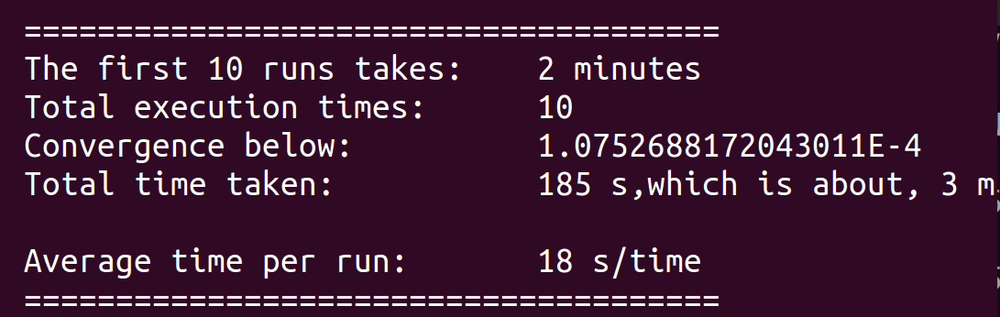 ======================================
The first 10 runs takes: 2 minutes
Total execution times: 10
Convergence below: 1.0752688172043011E-4
Total time taken: 185 s,which is about, 3 m
Average time per run: 18 s/time
======================================